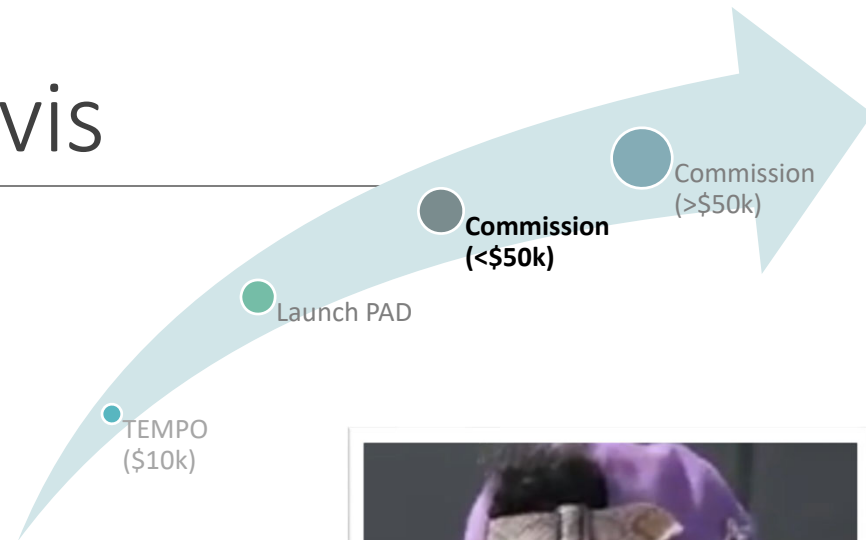 vis
Commission
(>$50k)
Commission
(<$50k)
Launch PAD
TEMPO
($10k)